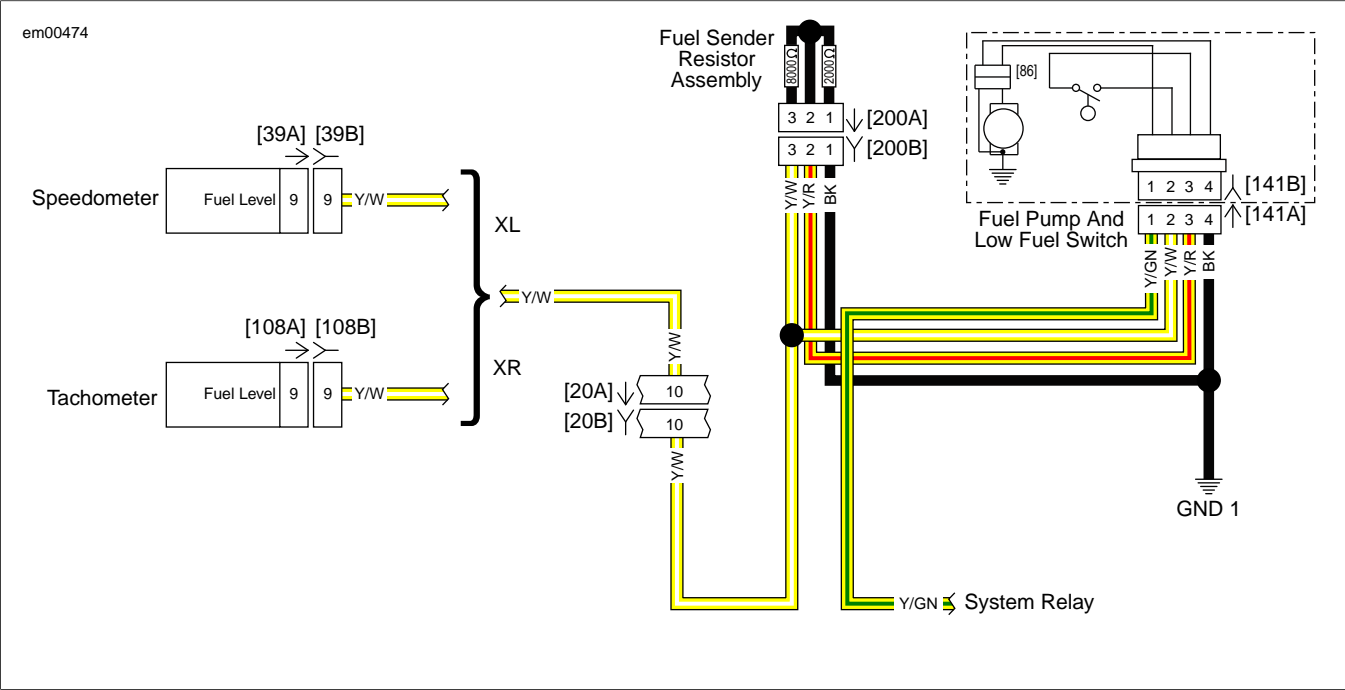 em00474
Fuel Sender
Resistor
Assembly
8000Ω
2000Ω
[86]
3 2 1
[200A]
3 2 1
[200B]
Y/W
Y/R
BK
1 2 3 4
[141B]
1 2 3 4
[141A]
Fuel Pump And
Low Fuel Switch
Y/GN
Y/W
Y/R
BK
[39A] [39B]
Speedometer
Fuel Level
9
9
Y/W
XL
Y/W
XR
Y/W
[108A] [108B]
Tachometer
Fuel Level
9
9
Y/W
[20A]
10
[20B]
10
Y/W
GND 1
Y/GN
System Relay